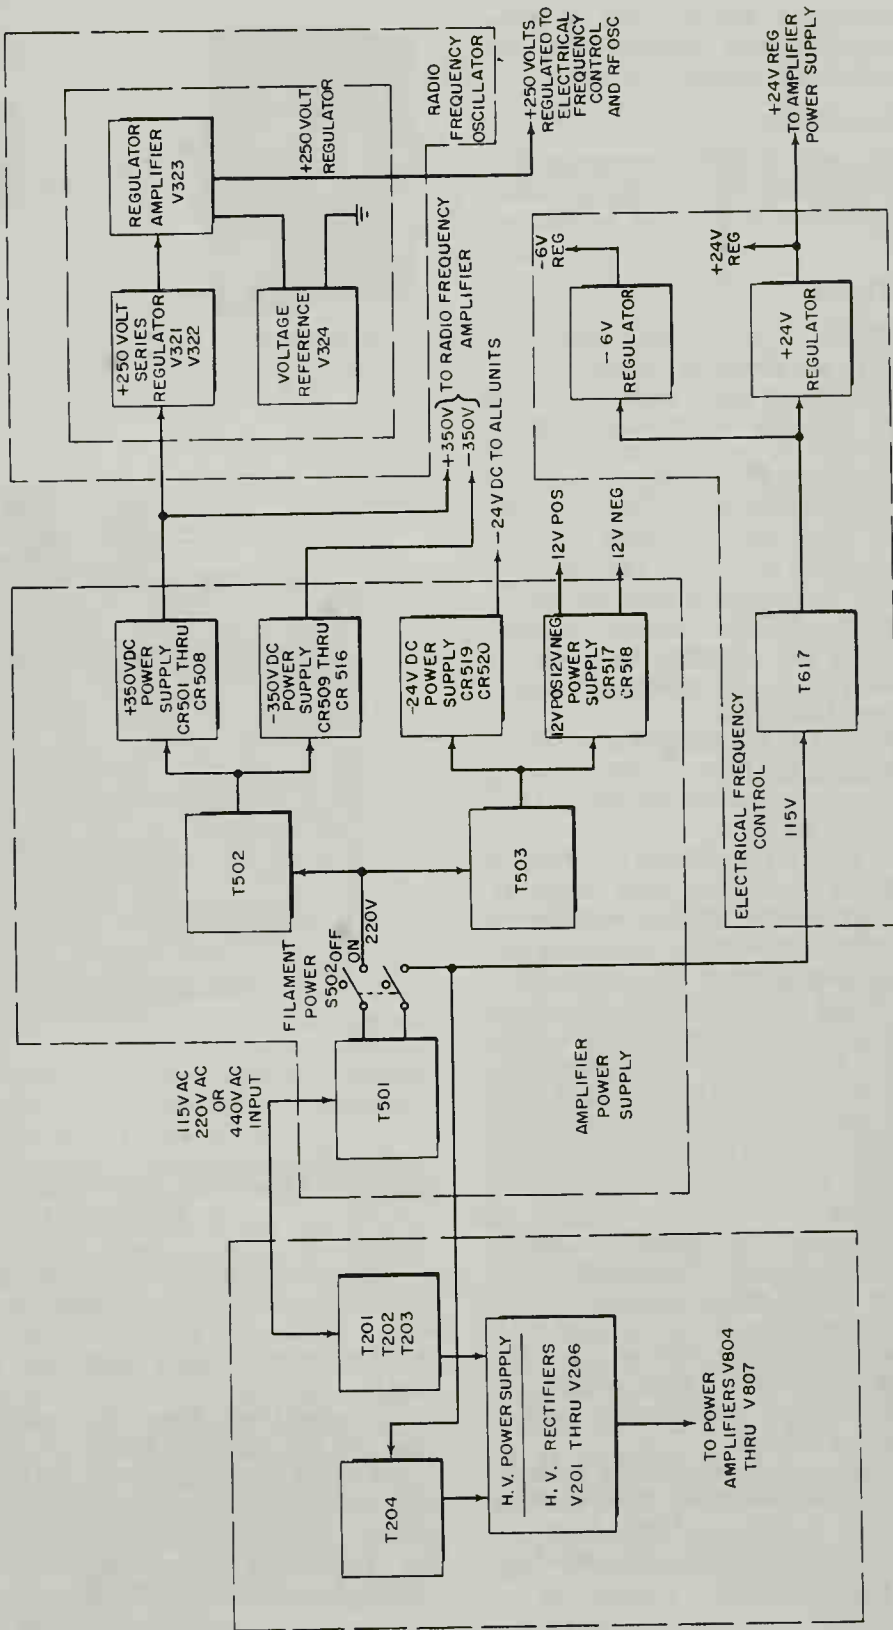 115V AC
220V AC
OR
440V AC
INPUT
T204
T201
T202
T203
H.V. POWER SUPPLY
H.V. RECTIFIERS
V201 THRU V206
TO POWER
AMPLIFIERS V804
THRU V807
T501
FILAMENT
POWER
S502
OFF
ON
220V
AMPLIFIER
POWER
SUPPLY
T502
T503
+350VDC
POWER
SUPPLY
CR501 THRU
CR508
-350VDC
POWER
SUPPLY
CR509 THRU
CR 516
-24V DC
POWER
SUPPLY
CR519
CR520
12V POS12V NEG
POWER
SUPPLY
CR517
CR518
+350V
-350V
TO RADIO FREQUENCY
AMPLIFIER
-24V DC TO ALL UNITS
12V POS
12V NEG
+250 VOLT
SERIES
REGULATOR
V321
V322
REGULATOR
AMPLIFIER
V323
VOLTAGE
REFERENCE
V324
+250 VOLT
REGULATOR
RADIO
FREQUENCY
OSCILLATOR
+250 VOLTS
REGULATED TO
ELECTRICAL
FREQUENCY
CONTROL
AND RF OSC
ELECTRICAL FREQUENCY
CONTROL
115V
T617
-6V
REGULATOR
-6V
REG
+24V
REGULATOR
+24V
REG
+24V REG
TO AMPLIFIER
POWER SUPPLY